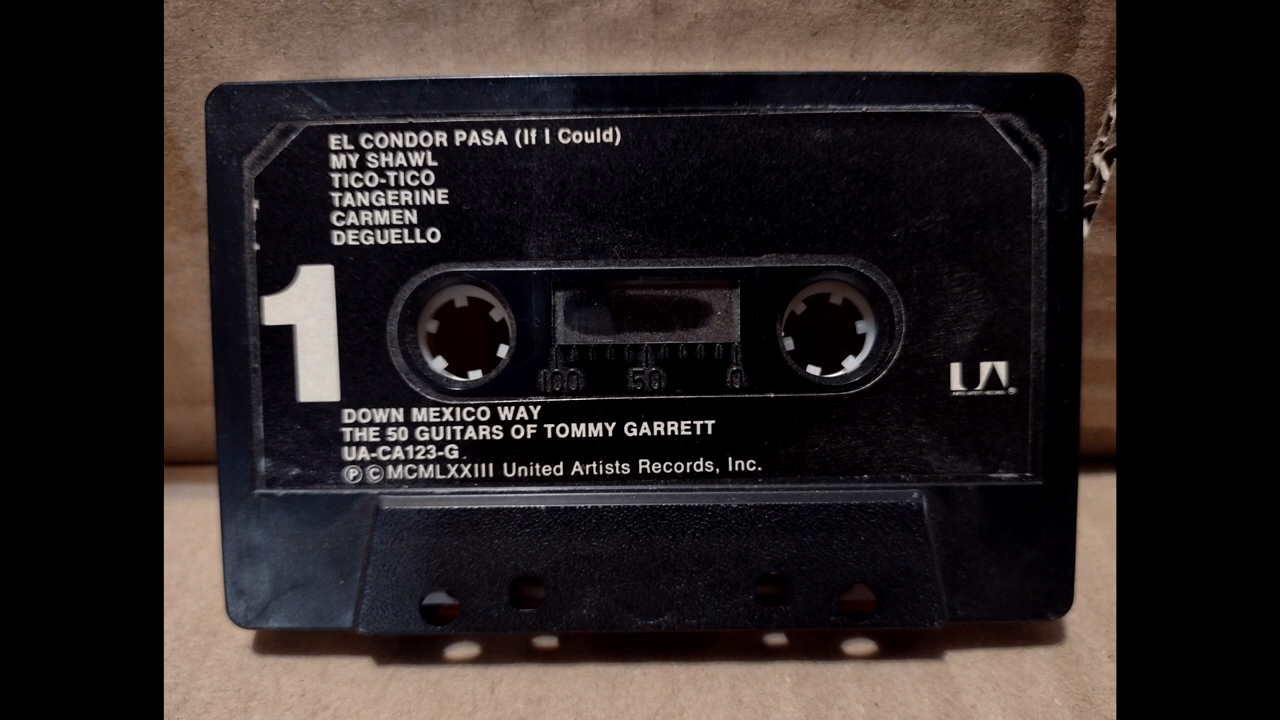 EL CONDOR PASA (If I Could)
MY SHAWL
TICO-TICO
TANGERINE
CARMEN
DEGUELLO
1
100 50 0
UA
DOWN MEXICO WAY
THE 50 GUITARS OF TOMMY GARRETT
UA-CA123-G
Ⓟ©MCMLXXIII United Artists Records, Inc.